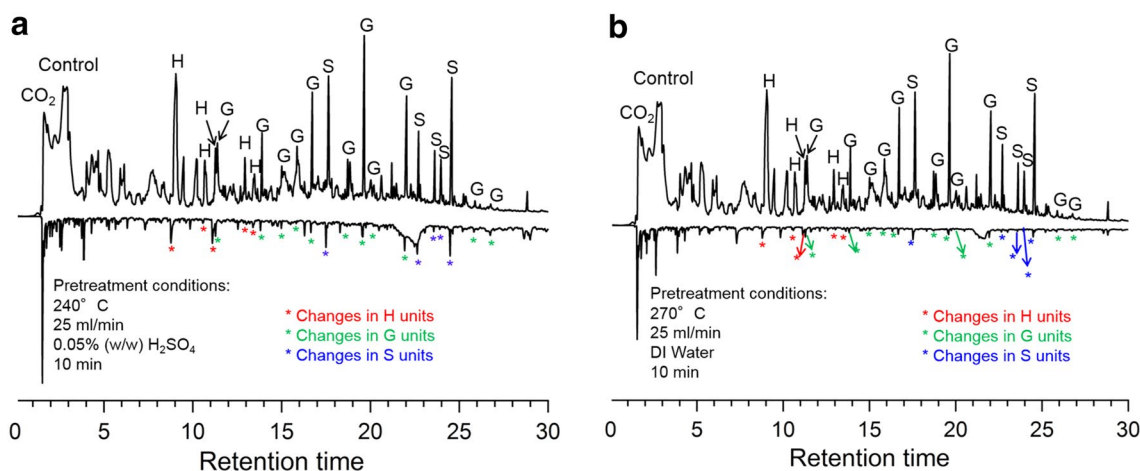 a
Control
CO2
H
H
G
H
H
H
G
G
G
G
S
G
G
G
G
S
S
S
S
G
G
Pretreatment conditions:
240° C
25 ml/min
0.05% (w/w) H2SO4
10 min
* Changes in H units
* Changes in G units
* Changes in S units
0 5 10 15 20 25 30
Retention time
b
Control
CO2
H
H
G
H
H
H
G
G
G
G
S
G
G
G
G
S
S
S
S
G
G
Pretreatment conditions:
270° C
25 ml/min
DI Water
10 min
* Changes in H units
* Changes in G units
* Changes in S units
0 5 10 15 20 25 30
Retention time